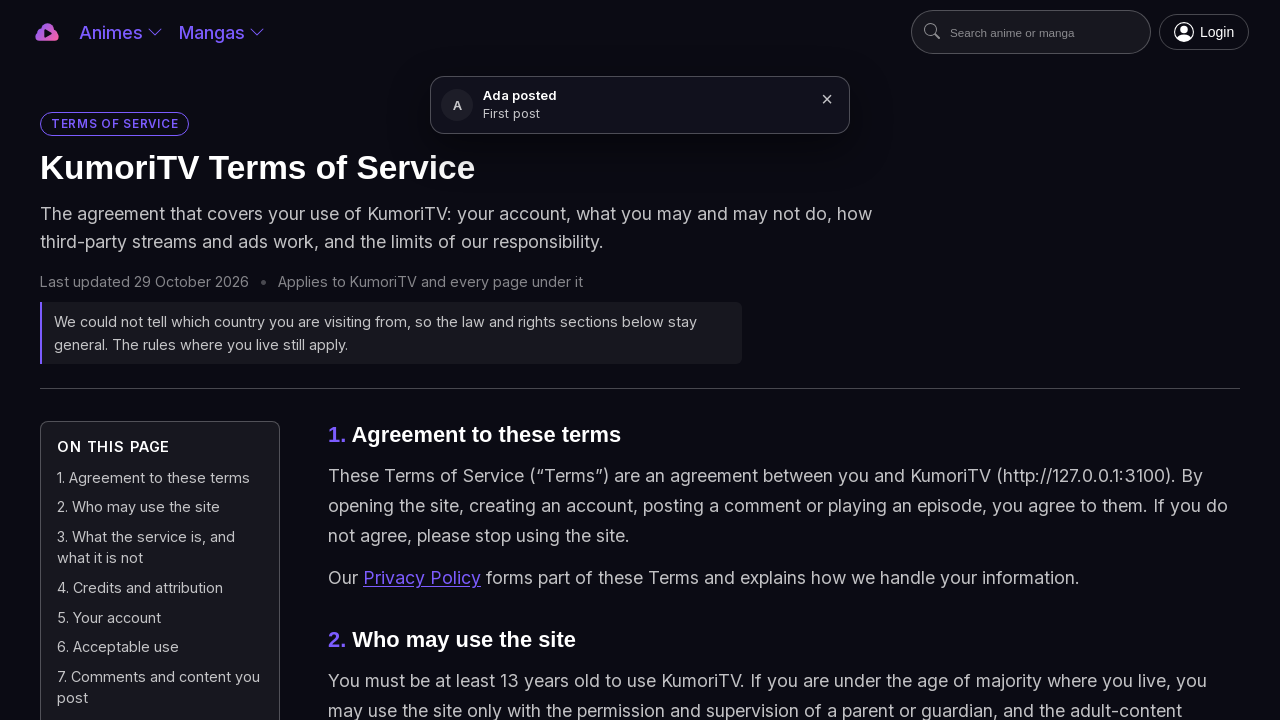 Animes
Mangas
Search anime or manga
Login
A
Ada posted
First post
×
TERMS OF SERVICE
KumoriTV Terms of Service
The agreement that covers your use of KumoriTV: your account, what you may and may not do, how
third-party streams and ads work, and the limits of our responsibility.
Last updated 29 October 2026 • Applies to KumoriTV and every page under it
We could not tell which country you are visiting from, so the law and rights sections below stay
general. The rules where you live still apply.
ON THIS PAGE
1. Agreement to these terms
2. Who may use the site
3. What the service is, and
what it is not
4. Credits and attribution
5. Your account
6. Acceptable use
7. Comments and content you
post
1. Agreement to these terms
These Terms of Service (“Terms”) are an agreement between you and KumoriTV (http://127.0.0.1:3100). By
opening the site, creating an account, posting a comment or playing an episode, you agree to them. If you do
not agree, please stop using the site.
Our Privacy Policy forms part of these Terms and explains how we handle your information.
2. Who may use the site
You must be at least 13 years old to use KumoriTV. If you are under the age of majority where you live, you
may use the site only with the permission and supervision of a parent or guardian, and the adult-content